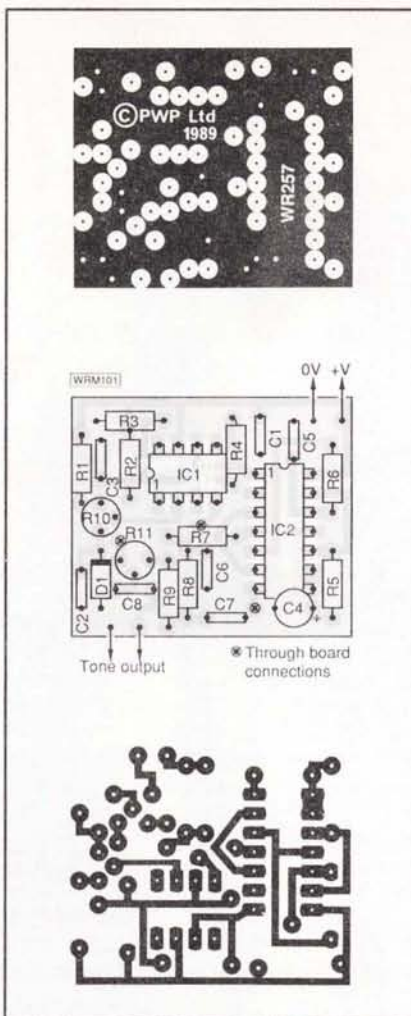 © PWP Ltd
1989
WR257
WRM101
0V +V
R3
R1
C3
R2
IC1
1
R4
C1
C5
R6
R10
R11
1
IC2
R7
C2
D1
C8
R9
R8
C6
C7
C4
+
R5
Tone output
⊗ Through board
connections